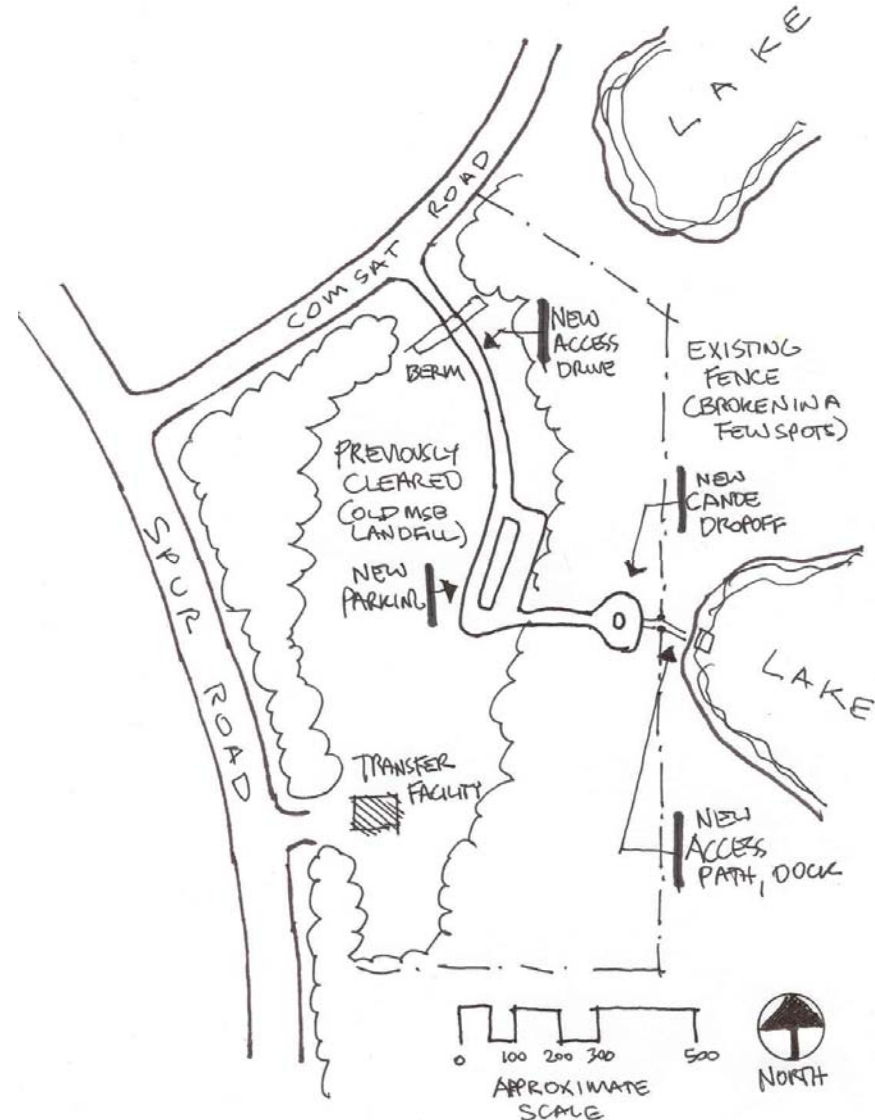 LAKE
COMSAT ROAD
NEW
ACCESS
DRIVE
BERM
EXISTING
FENCE
(BROKEN IN A
FEW SPOTS)
PREVIOUSLY
CLEARED
(OLD MSB
LANDFILL)
NEW
CANOE
DROPOFF
NEW
PARKING
SPUR ROAD
LAKE
TRANSFER
FACILITY
NEW
ACCESS
PATH, DOCK
0 100 200 300 500
APPROXIMATE
SCALE
NORTH